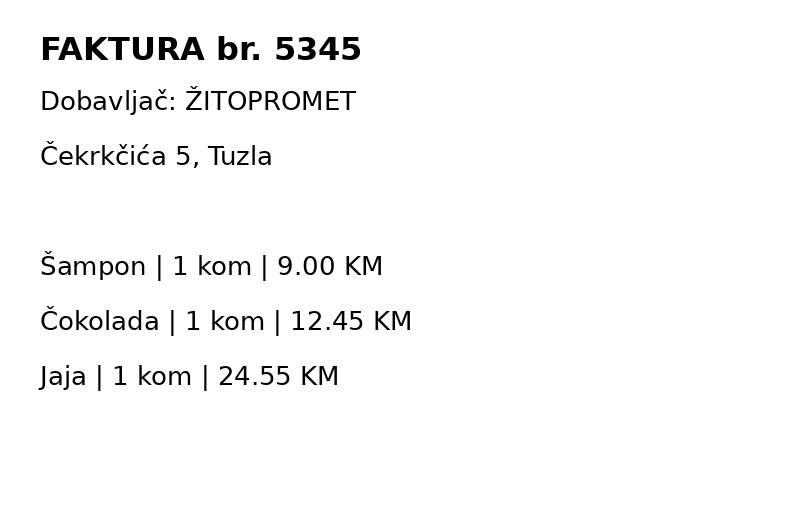 FAKTURA br. 5345
Dobavljač: ŽITOPROMET
Čekrkčića 5, Tuzla
Šampon | 1 kom | 9.00 KM
Čokolada | 1 kom | 12.45 KM
Jaja | 1 kom | 24.55 KM